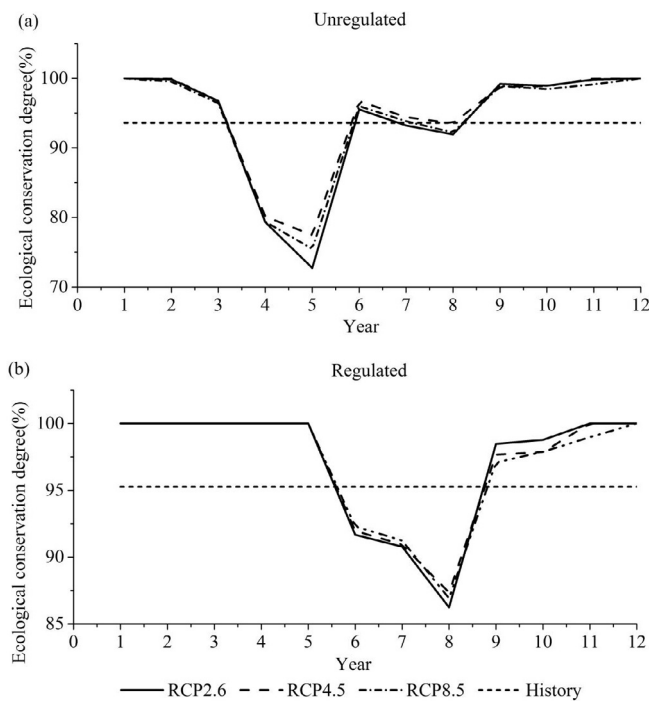 (a)
Unregulated
Ecological conservation degree(%)
100
90
80
70
0 1 2 3 4 5 6 7 8 9 10 11 12
Year
(b)
Regulated
Ecological conservation degree(%)
100
95
90
85
0 1 2 3 4 5 6 7 8 9 10 11 12
Year
RCP2.6 RCP4.5 RCP8.5 History